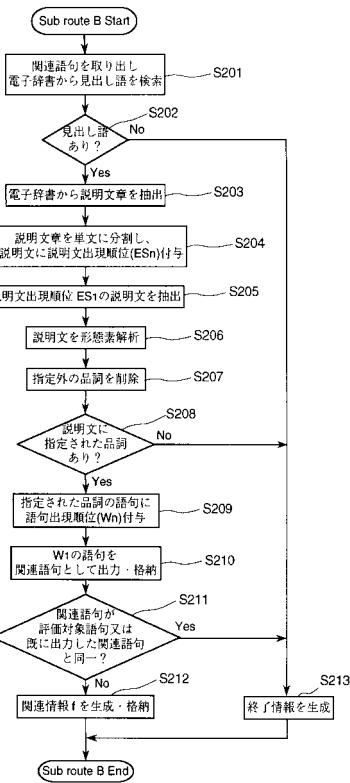 Sub route B Start
関連語句を取り出し
電子辞書から見出し語を検索
S201
S202
見出し語
あり？
No
Yes
電子辞書から説明文章を抽出
S203
説明文章を単文に分割し、
説明文に説明文出現順位(ESn)付与
S204
明文出現順位 ES1の説明文を抽出
S205
説明文を形態素解析
S206
指定外の品詞を削除
S207
S208
説明文に
指定された品詞
あり？
No
Yes
S209
指定された品詞の語句に
語句出現順位(Wn)付与
W1の語句を
関連語句として出力・格納
S210
S211
関連語句が
評価対象語句又は
既に出力した関連語句
と同一？
Yes
No
S212
関連情報 f を生成・格納
S213
終了情報を生成
Sub route B End